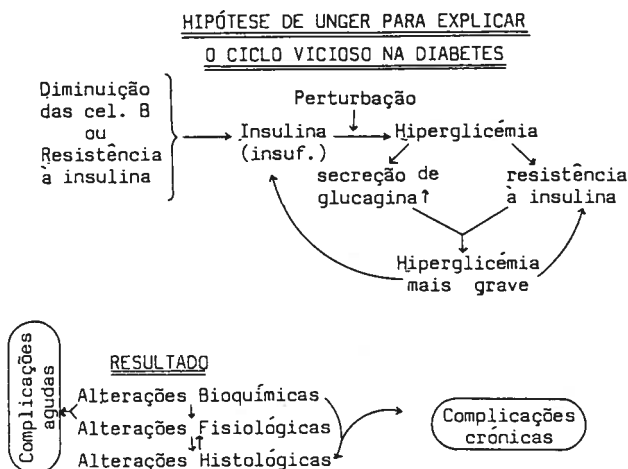 HIPÓTESE DE UNGER PARA EXPLICAR
O CICLO VICIOSO NA DIABETES
Diminuição
das cel. B
ou
Resistência
à insulina
Insulina
(insuf.)
Perturbação
Hiperglicémia
secreção de
glucagina↑
resistência
à insulina
Hiperglicémia
mais grave
RESULTADO
Complicações
agudas
Alterações Bioquímicas
Alterações Fisiológicas
Alterações Histológicas
Complicações
crónicas